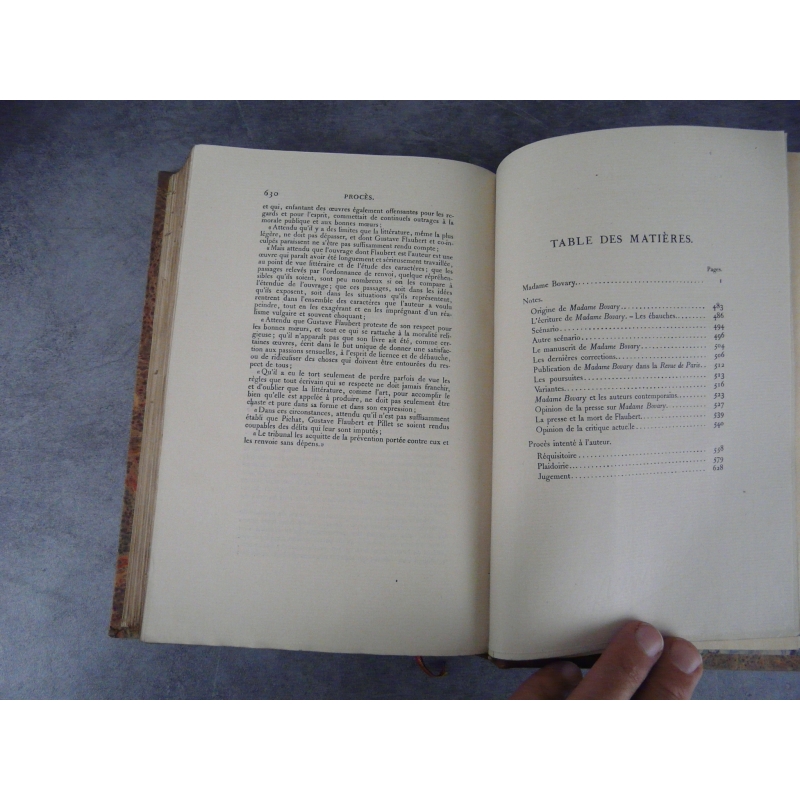 630 PROCÈS.
et qui, enfantant des œuvres également offensantes pour les re-
gards et pour l'esprit, commettrait de continuels outrages à la
morale publique et aux bonnes mœurs;
« Attendu qu'il y a des limites que la littérature, même la plus
légère, ne doit pas dépasser, et dont Gustave Flaubert et co-in-
culpés paraissent ne s'être pas suffisamment rendu compte;
« Mais attendu que l'ouvrage dont Flaubert est l'auteur est une
œuvre qui paraît avoir été longuement et sérieusement travaillée,
au point de vue littéraire et de l'étude des caractères; que les
passages relevés par l'ordonnance de renvoi, quelque répréhen-
sibles qu'ils soient, sont peu nombreux si on les compare à
l'étendue de l'ouvrage; que ces passages, soit dans les idées
qu'ils exposent, soit dans les situations qu'ils représentent,
rentrent dans l'ensemble des caractères que l'auteur a voulu
peindre, tout en les exagérant et en les imprégnant d'un réa-
lisme vulgaire et souvent choquant;
« Attendu que Gustave Flaubert proteste de son respect pour
les bonnes mœurs, et tout ce qui se rattache à la moralité reli-
gieuse; qu'il n'apparaît pas que son livre ait été, comme cer-
taines œuvres, écrit dans le but unique de donner une satisfac-
tion aux passions sensuelles, à l'esprit de licence et de débauche,
ou de ridiculiser des choses qui doivent être entourées du res-
pect de tous;
« Qu'il a eu le tort seulement de perdre parfois de vue les
règles que tout écrivain qui se respecte ne doit jamais franchir,
et d'oublier que la littérature, comme l'art, pour accomplir le
bien qu'elle est appelée à produire, ne doit pas seulement être
chaste et pure dans sa forme et dans son expression;
« Dans ces circonstances, attendu qu'il n'est pas suffisamment
établi que Pichat, Gustave Flaubert et Pillet se soient rendus
coupables des délits qui leur sont imputés;
« Le tribunal les acquitte de la prévention portée contre eux et
les renvoie sans dépens. »
TABLE DES MATIÈRES.
Pages.
Madame Bovary. 1
Notes.
Origine de Madame Bovary. 483
L'écriture de Madame Bovary. – Les ébauches. 486
Scénario. 494
Autre scénario. 496
Le manuscrit de Madame Bovary. 504
Les dernières corrections. 506
Publication de Madame Bovary dans la Revue de Paris. 512
Les poursuites. 513
Variantes. 516
Madame Bovary et les auteurs contemporains. 523
Opinion de la presse sur Madame Bovary. 527
La presse et la mort de Flaubert. 539
Opinion de la critique actuelle. 540
Procès intenté à l'auteur.
Réquisitoire. 558
Plaidoirie. 579
Jugement. 628